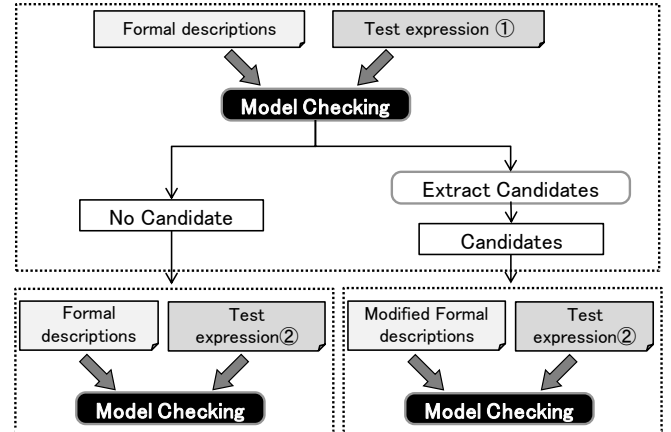 Formal descriptions
Test expression ①
Model Checking
Extract Candidates
No Candidate
Candidates
Formal
descriptions
Test
expression②
Modified Formal
descriptions
Test
expression②
Model Checking
Model Checking